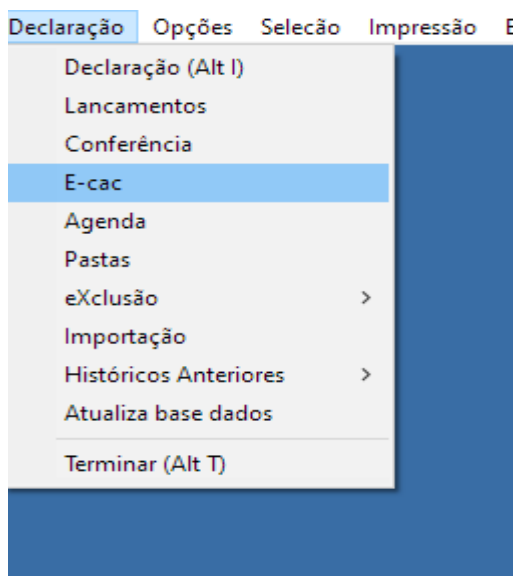 Declaração Opções Selecão Impressão E
Declaração (Alt I)
Lancamentos
Conferência
E-cac
Agenda
Pastas
eXclusão >
Importação
Históricos Anteriores >
Atualiza base dados
Terminar (Alt T)